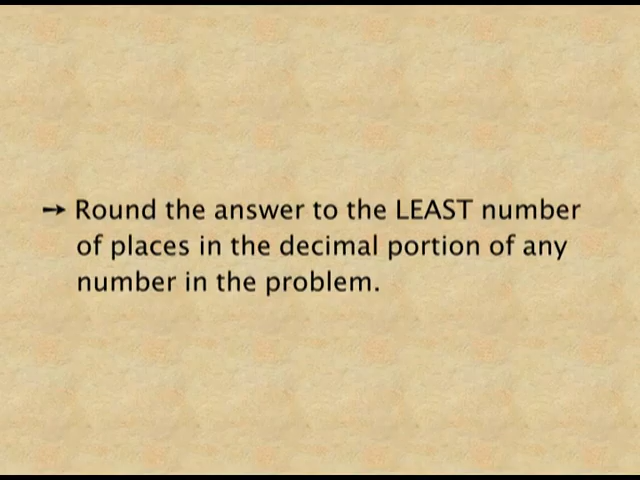 → Round the answer to the LEAST number
of places in the decimal portion of any
number in the problem.